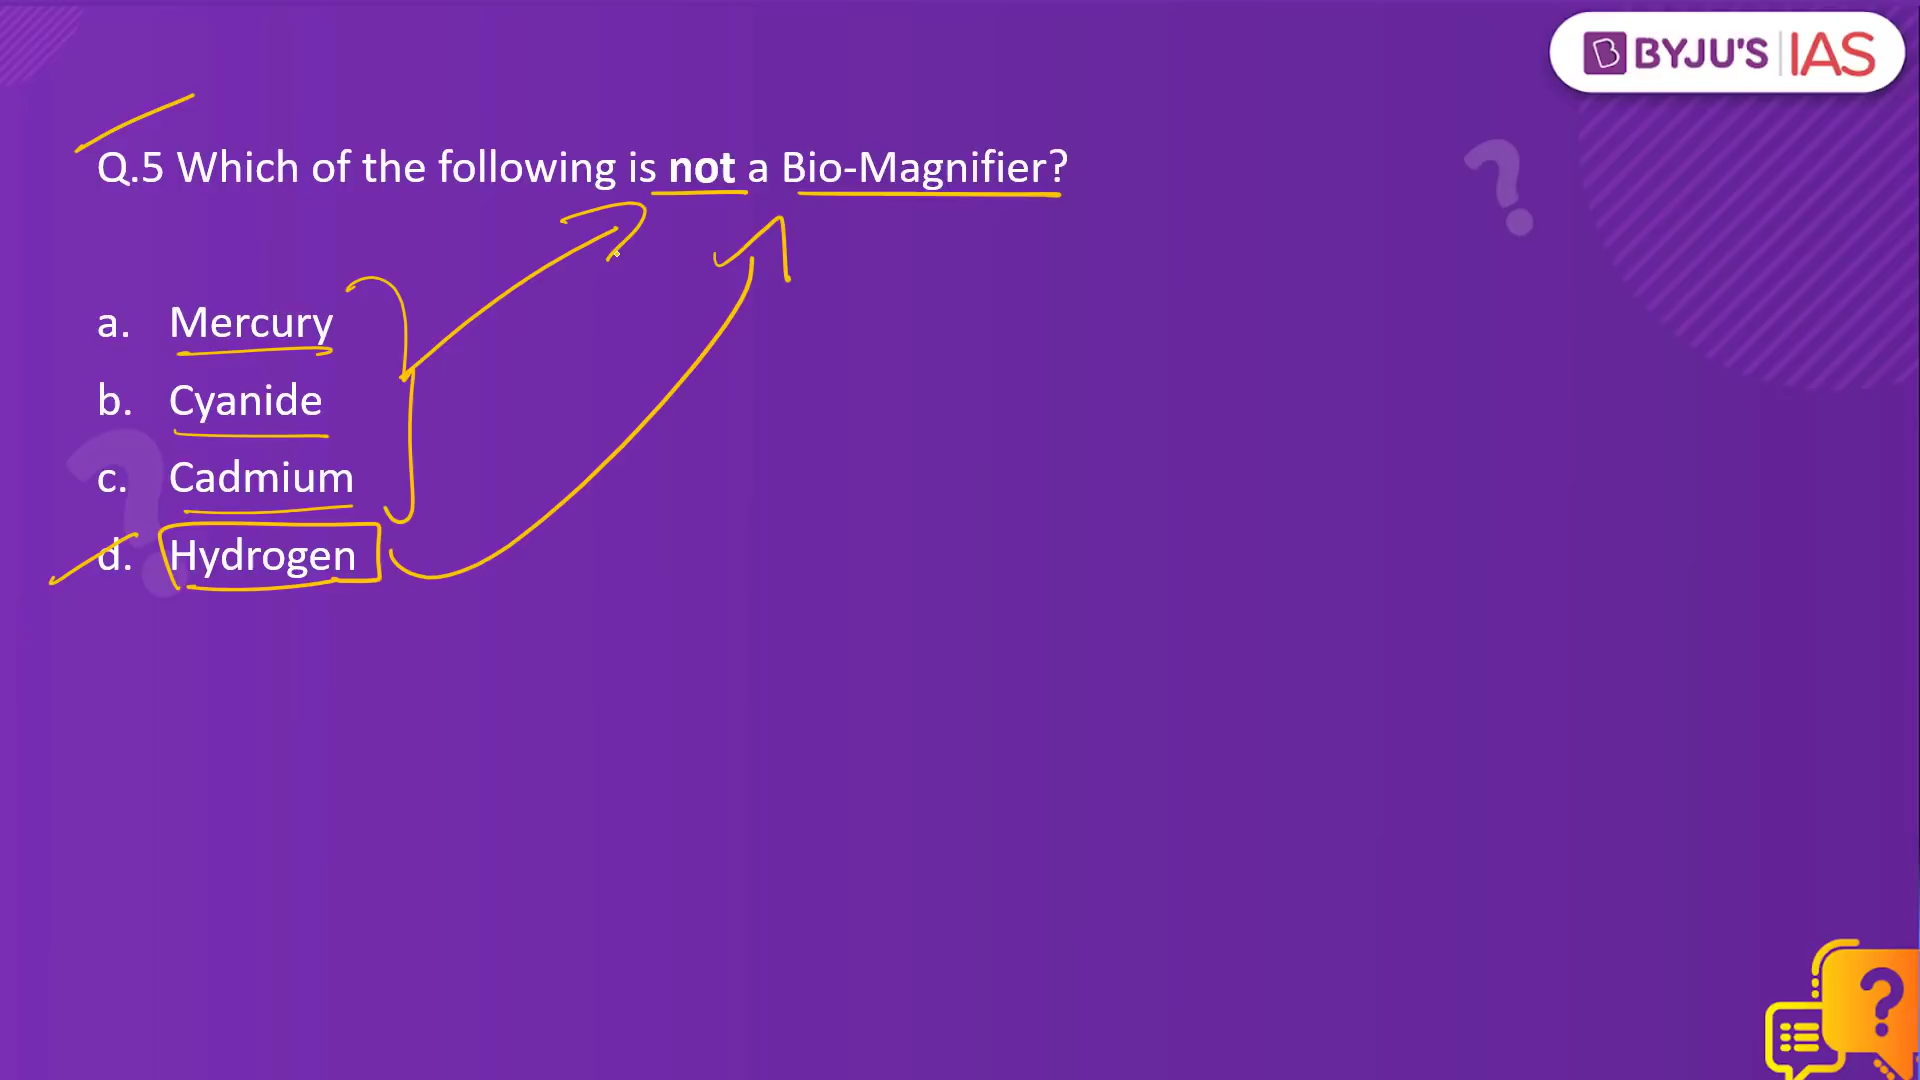 BYJU'S IAS
Q.5 Which of the following is not a Bio-Magnifier?
a. Mercury
b. Cyanide
c. Cadmium
d. Hydrogen